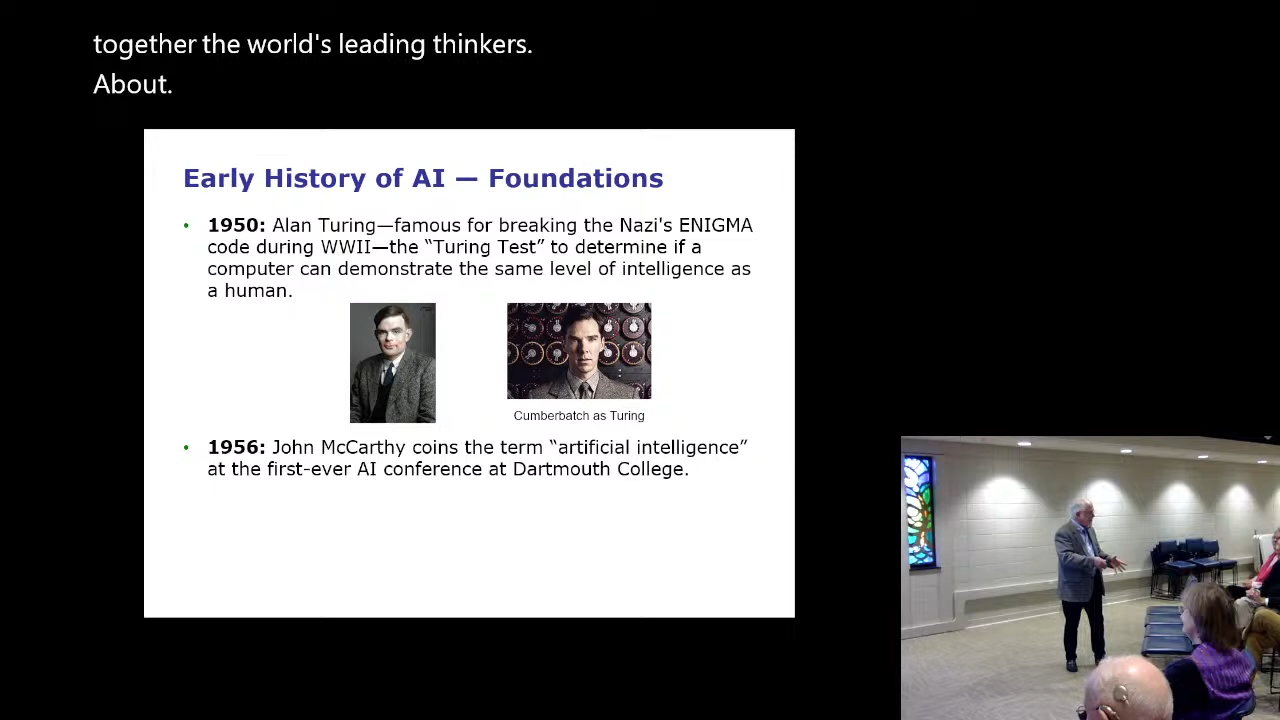 together the world's leading thinkers.
About.
Early History of AI — Foundations
• 1950: Alan Turing—famous for breaking the Nazi's ENIGMA
code during WWII—the “Turing Test” to determine if a
computer can demonstrate the same level of intelligence as
a human.
Cumberbatch as Turing
• 1956: John McCarthy coins the term “artificial intelligence”
at the first-ever AI conference at Dartmouth College.